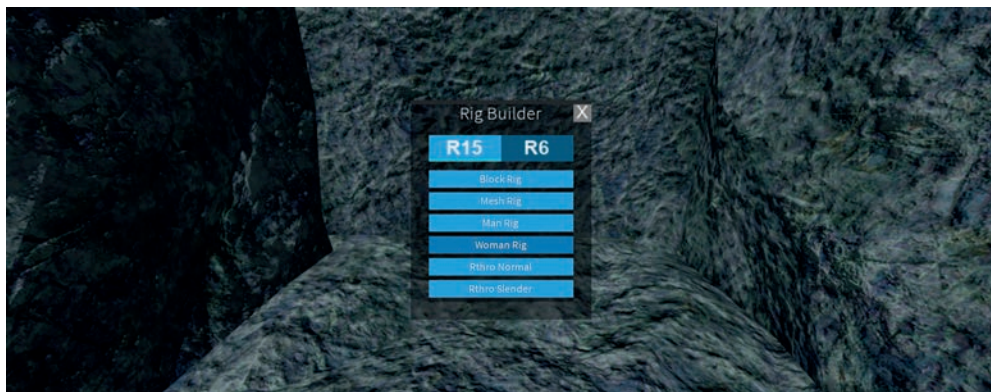 Rig Builder X
R15 R6
Block Rig
Mesh Rig
Man Rig
Woman Rig
Rthro Normal
Rthro Slender